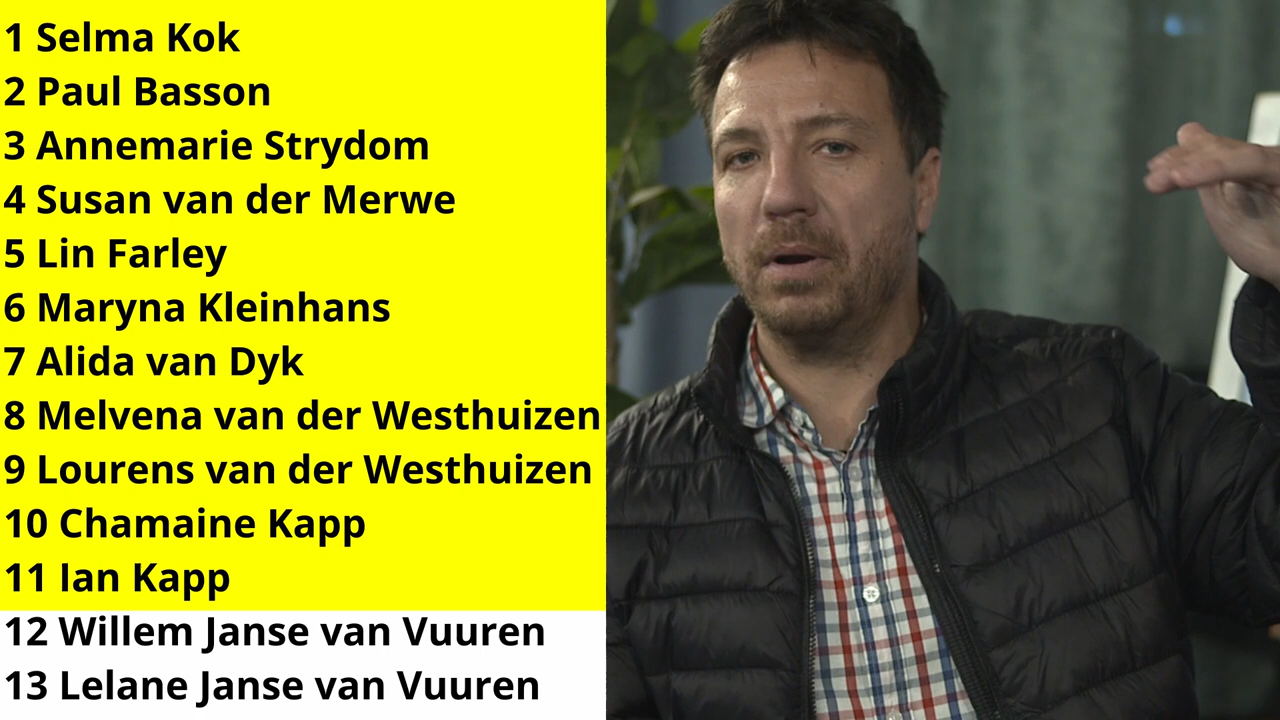 1 Selma Kok
2 Paul Basson
3 Annemarie Strydom
4 Susan van der Merwe
5 Lin Farley
6 Maryna Kleinhans
7 Alida van Dyk
8 Melvena van der Westhuizen
9 Lourens van der Westhuizen
10 Chamaine Kapp
11 Ian Kapp
12 Willem Janse van Vuuren
13 Lelane Janse van Vuuren